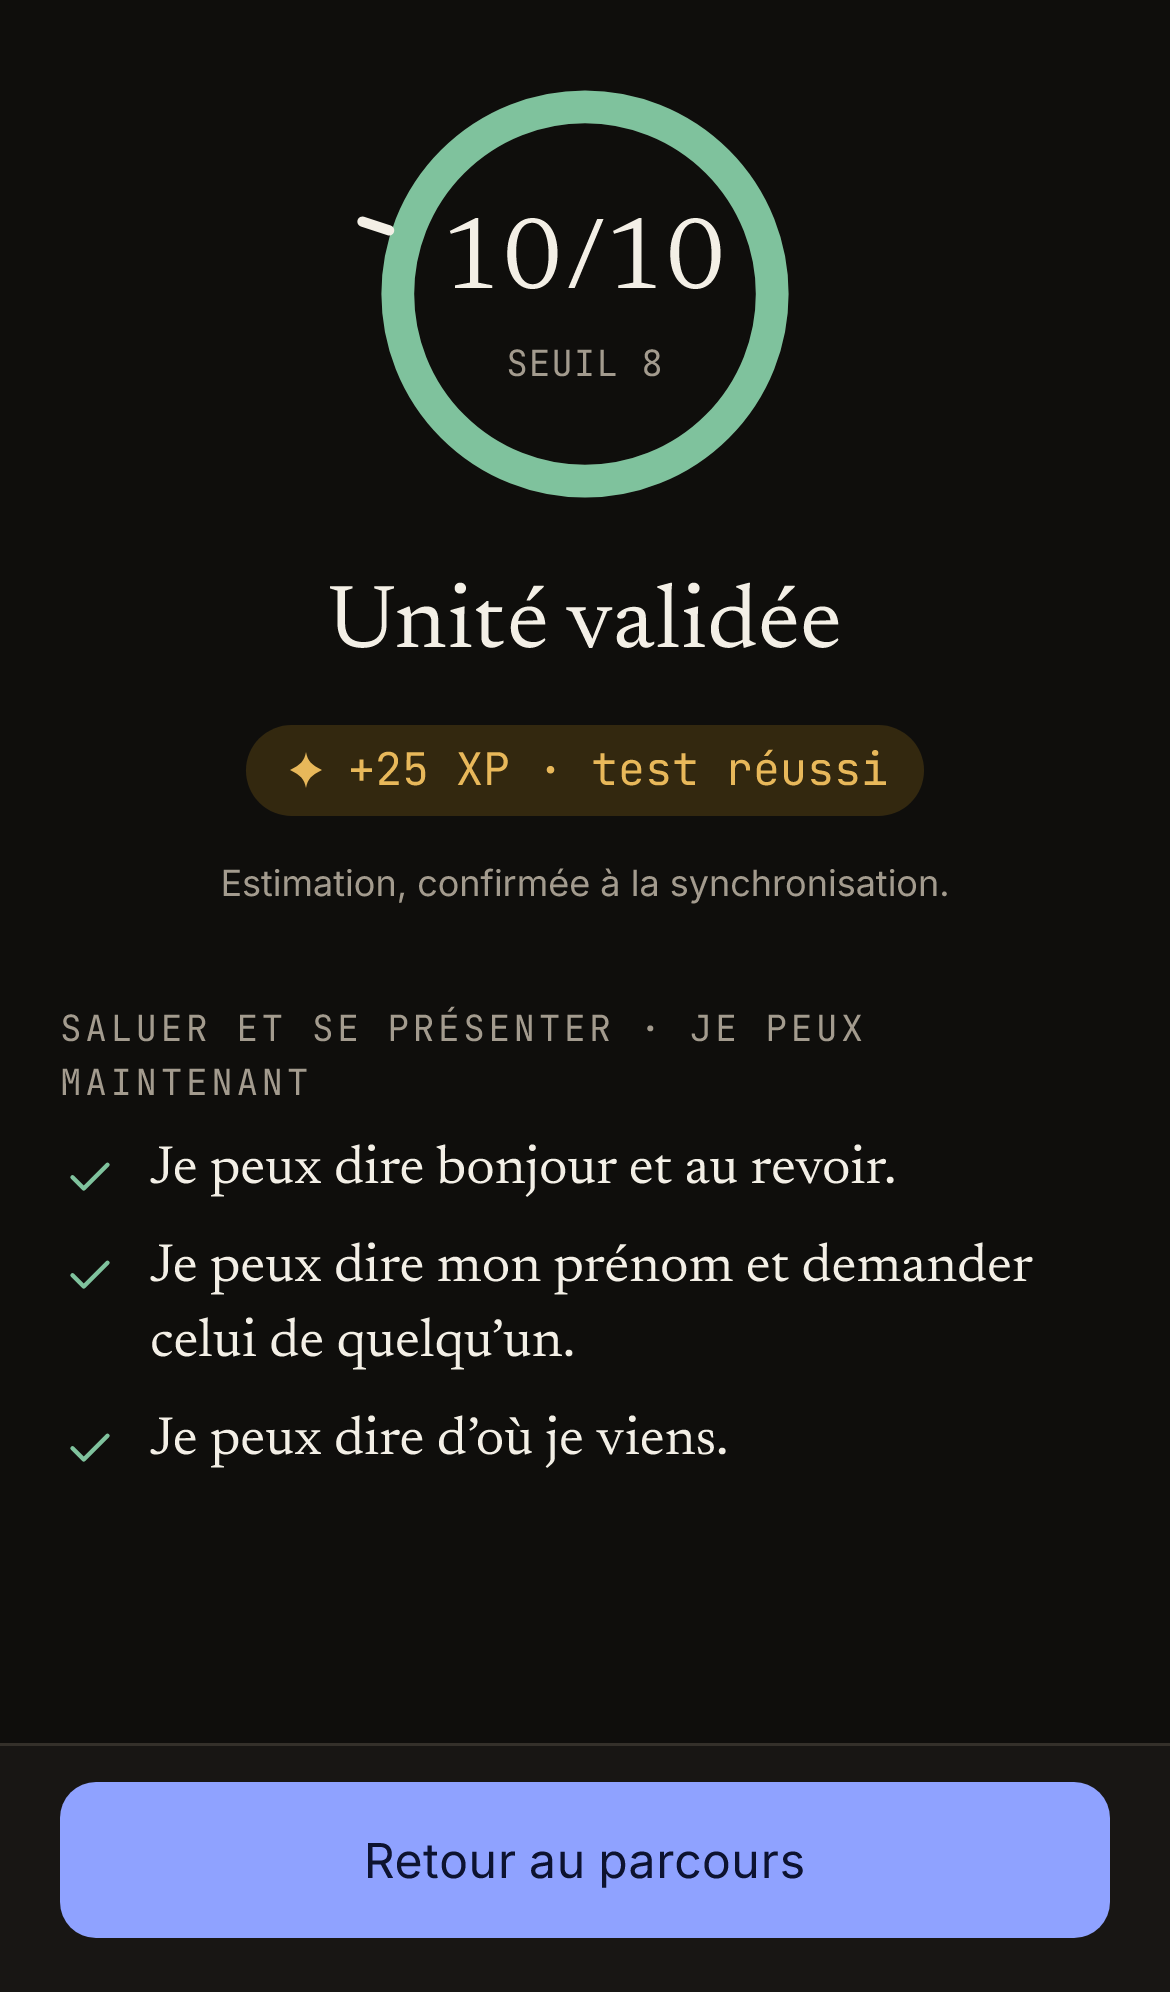 10/10
SEUIL 8
Unité validée
✦ +25 XP · test réussi
Estimation, confirmée à la synchronisation.
SALUER ET SE PRÉSENTER · JE PEUX
MAINTENANT
Je peux dire bonjour et au revoir.
Je peux dire mon prénom et demander
celui de quelqu’un.
Je peux dire d’où je viens.
Retour au parcours